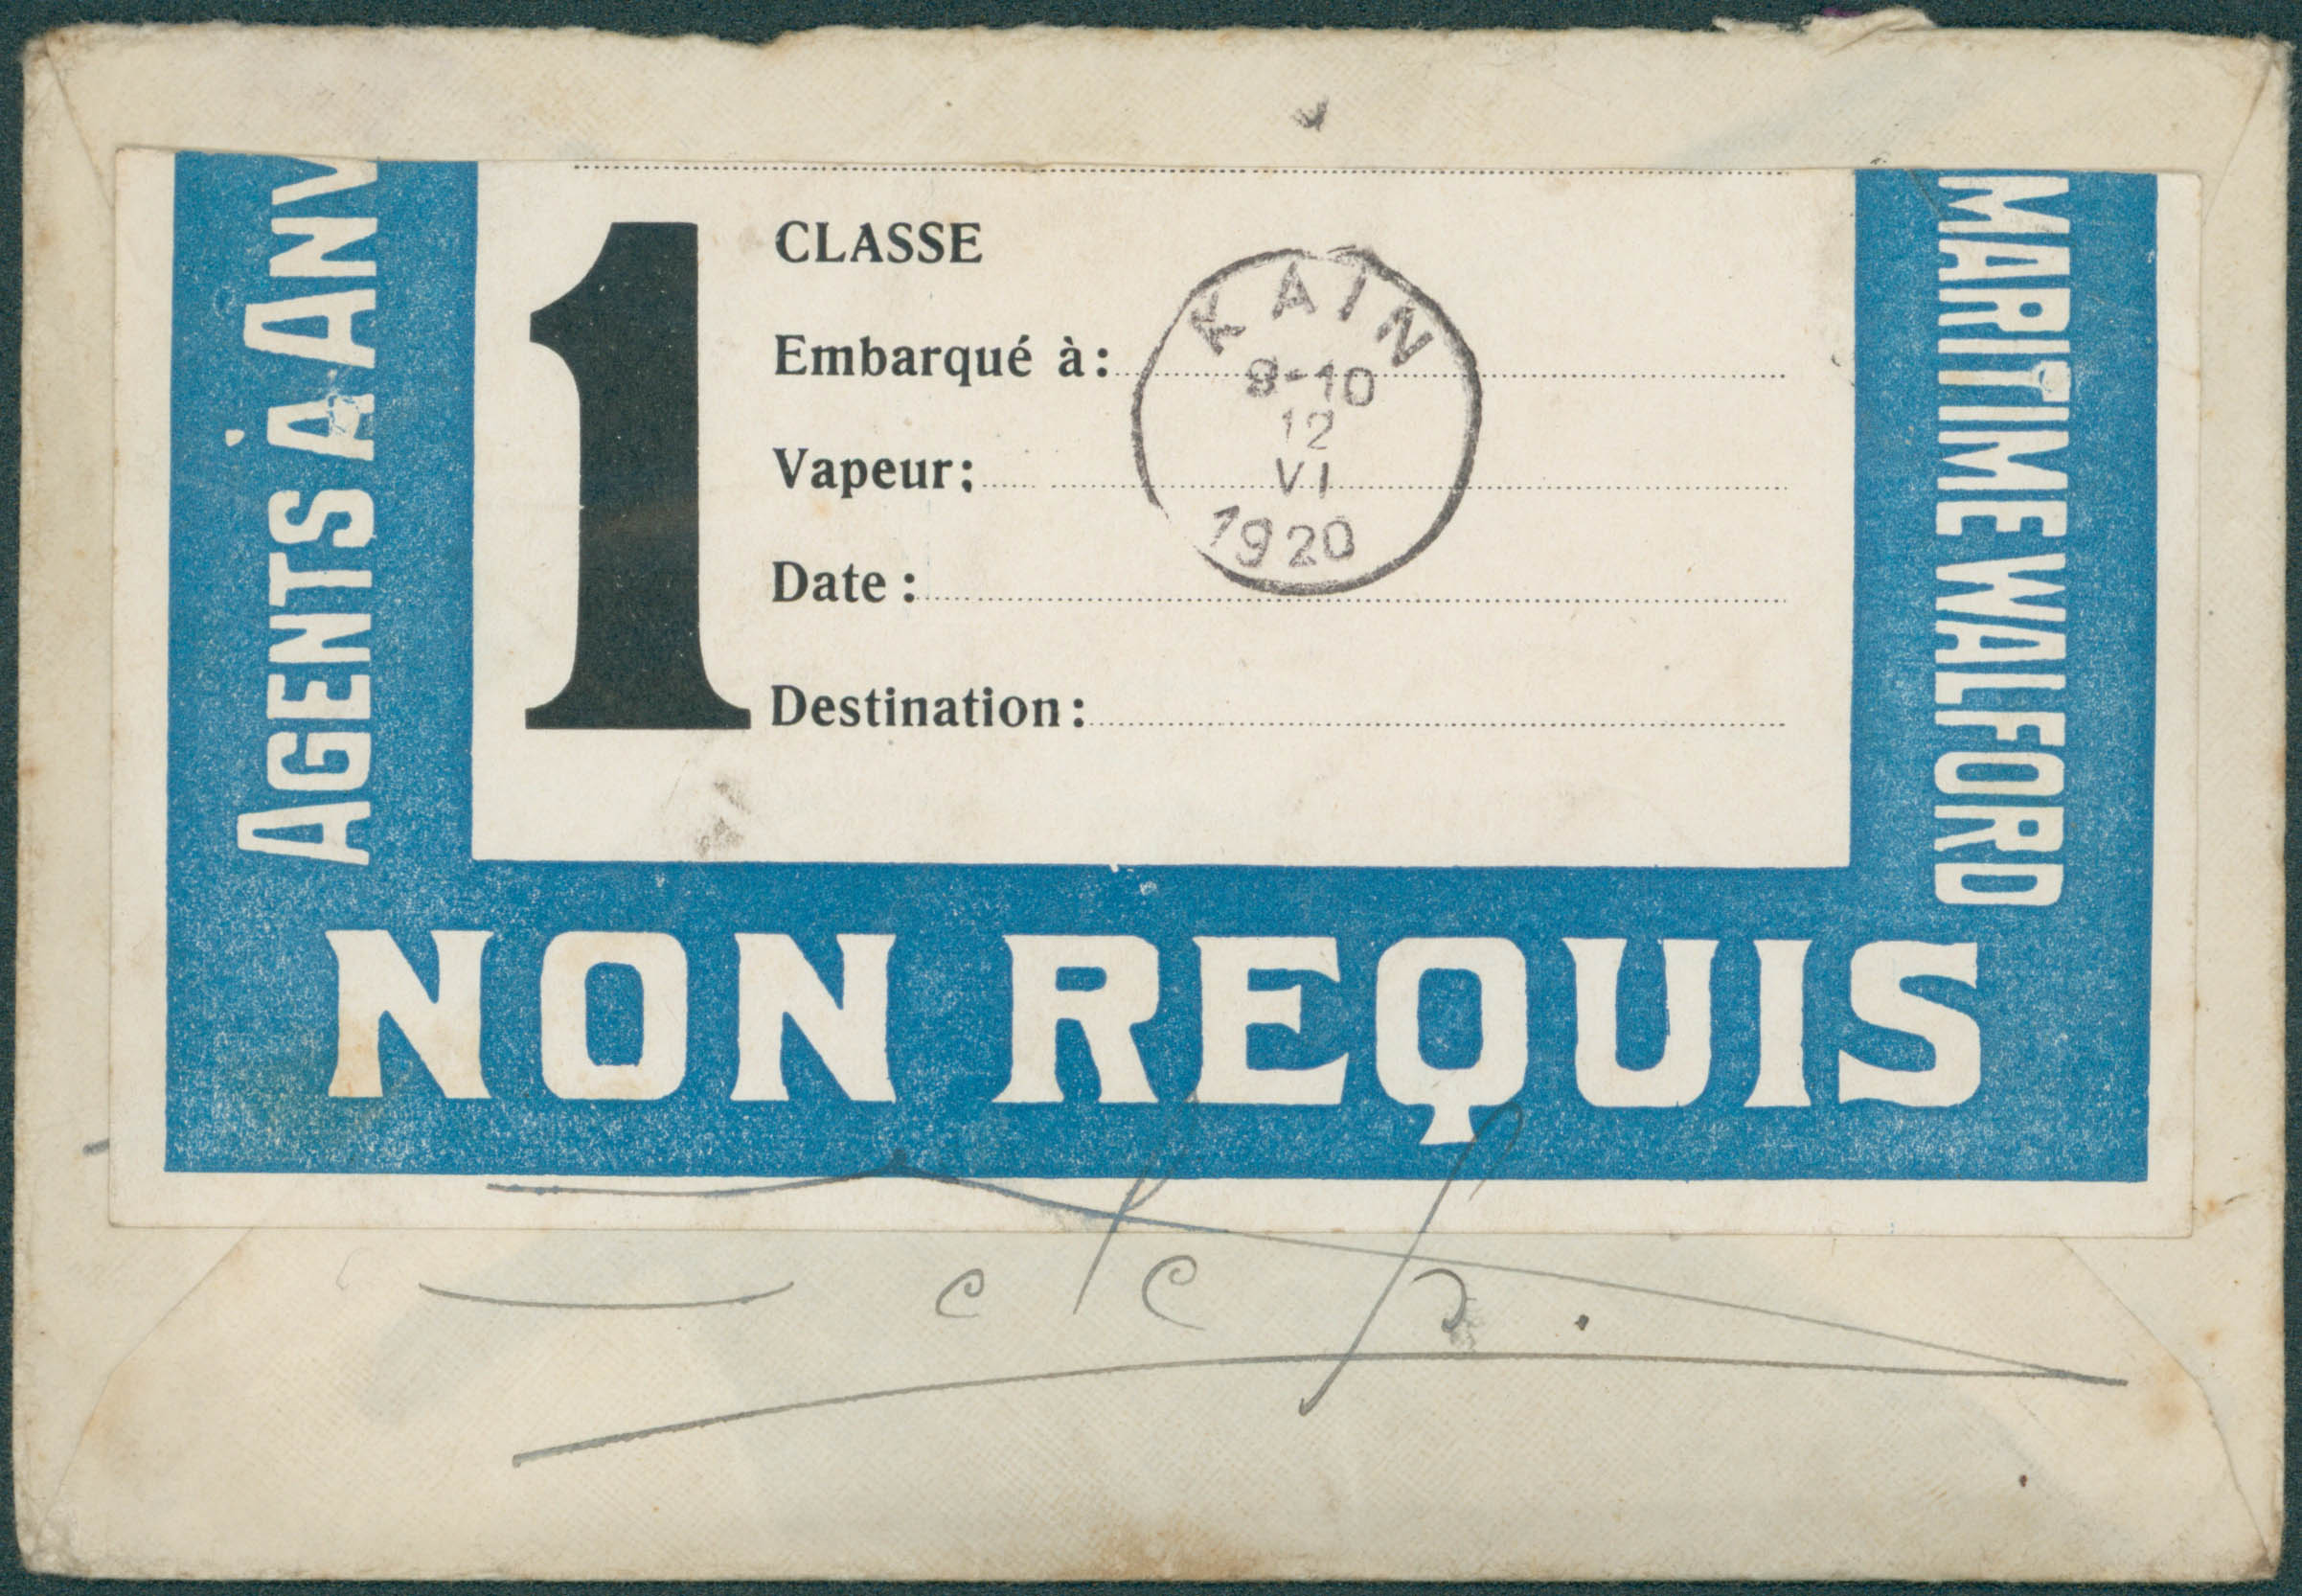 AGENTS À ANV
1
CLASSE
Embarqué à:
Vapeur:
Date:
Destination:
KAIN
8-10
12
VI
1920
MARITIME WALFORD
NON REQUIS